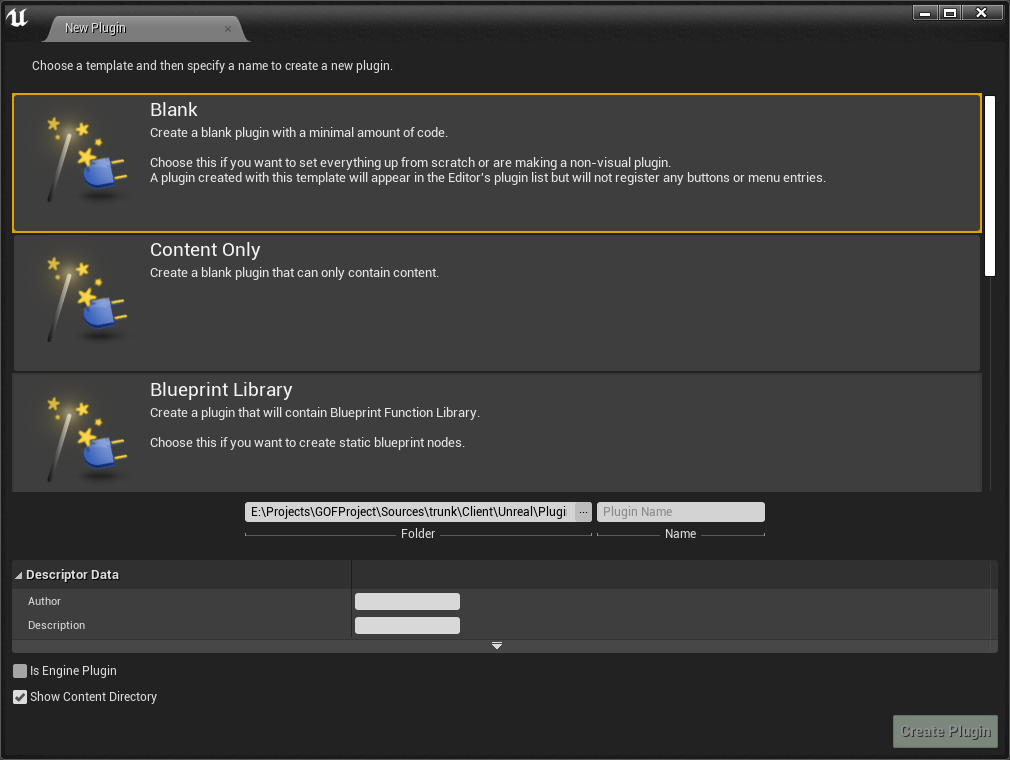 New Plugin
Choose a template and then specify a name to create a new plugin.
Blank
Create a blank plugin with a minimal amount of code.
Choose this if you want to set everything up from scratch or are making a non-visual plugin.
A plugin created with this template will appear in the Editor's plugin list but will not register any buttons or menu entries.
Content Only
Create a blank plugin that can only contain content.
Blueprint Library
Create a plugin that will contain Blueprint Function Library.
Choose this if you want to create static blueprint nodes.
E:\Projects\GOFProject\Sources\trunk\Client\Unreal\Plugi ... Plugin Name
Folder Name
Descriptor Data
Author
Description
Is Engine Plugin
Show Content Directory
Create Plugin